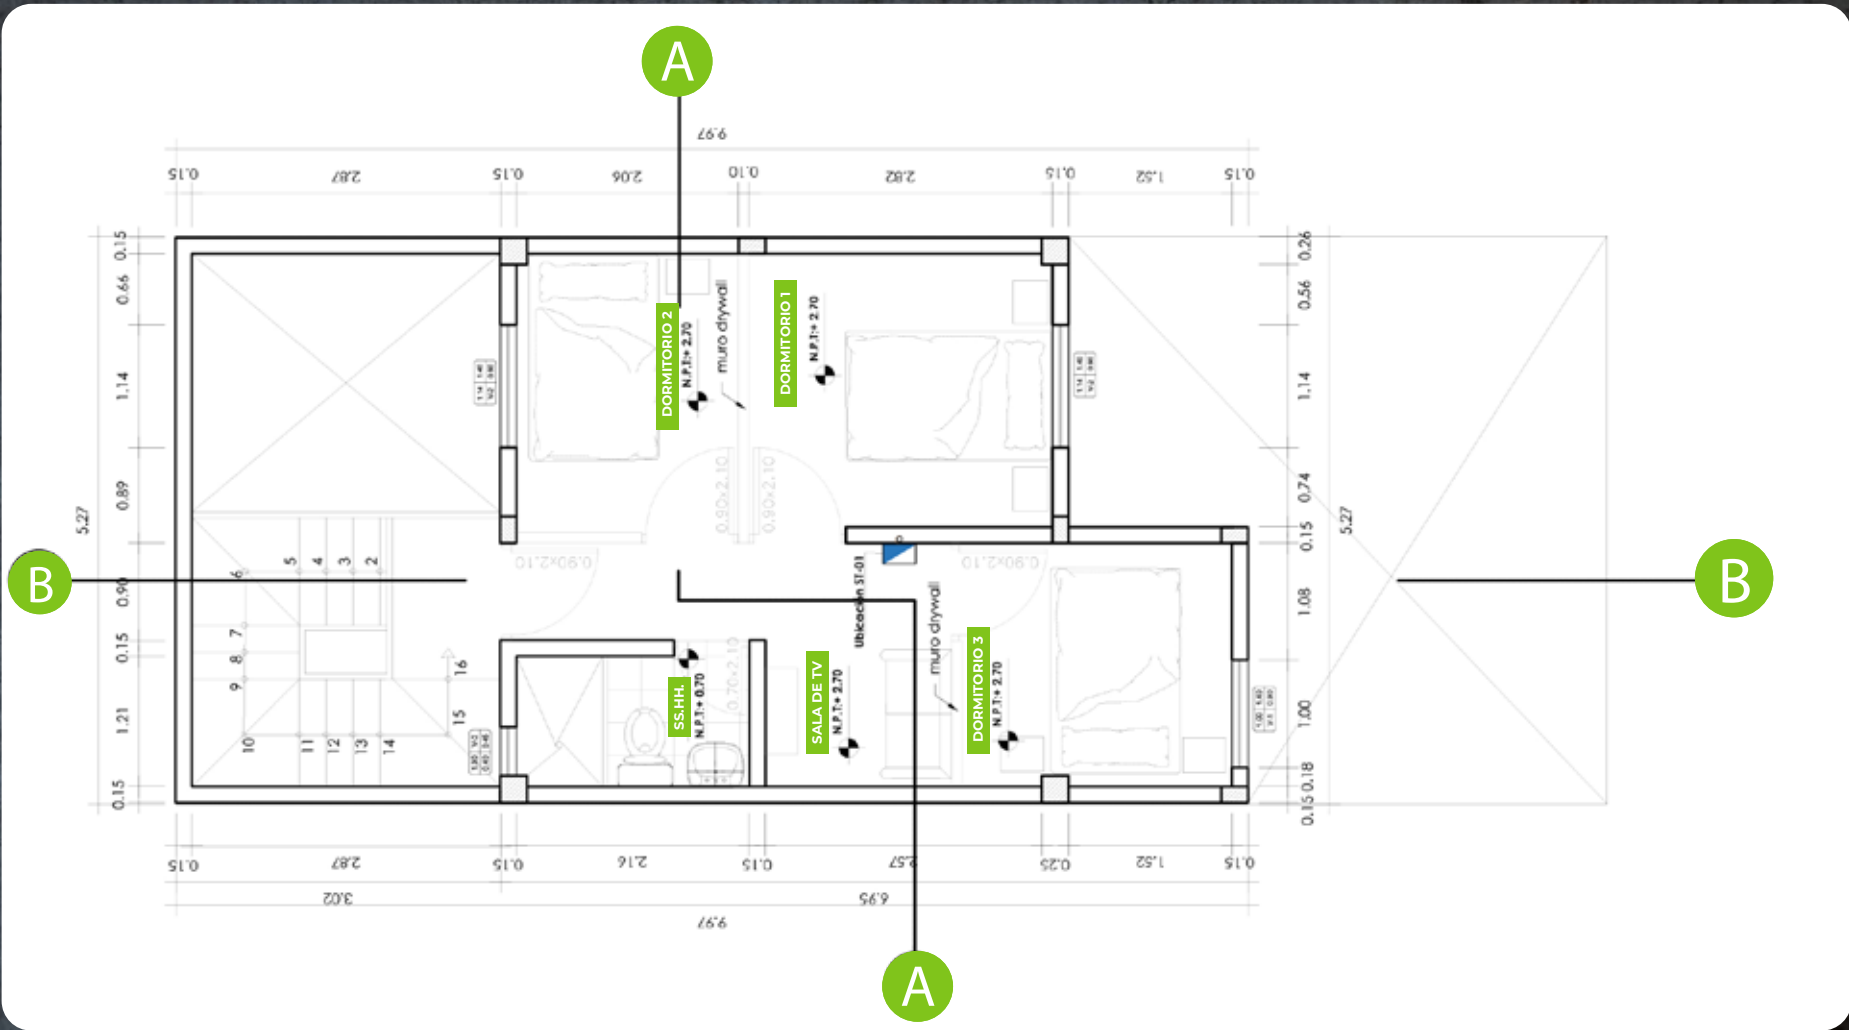 A
9.97
0.15
2.87
0.15
2.06
0.10
2.82
0.15
1.52
0.15
0.15
0.66
1.14
0.89
5.27
0.90
0.15
1.21
0.15
0.26
0.56
1.14
0.74
0.15
5.27
1.08
1.00
0.18
0.15
DORMITORIO 2
N.P.T:+ 2.70
muro drywall
DORMITORIO 1
N.P.T:+ 2.70
0.90x2.10
0.90x2.10
0.90x2.10
0.90x2.10
B
B
5
4
3
2
6
7
8
9
10
11
12
13
14
15
16
Ubicación ST-01
muro drywall
0.70x2.10
SS.HH.
N.P.T:+ 0.70
SALA DE TV
N.P.T:+ 2.70
DORMITORIO 3
N.P.T:+ 2.70
0.15
2.87
0.15
2.16
0.15
2.57
0.25
1.52
0.15
3.02
6.95
9.97
A